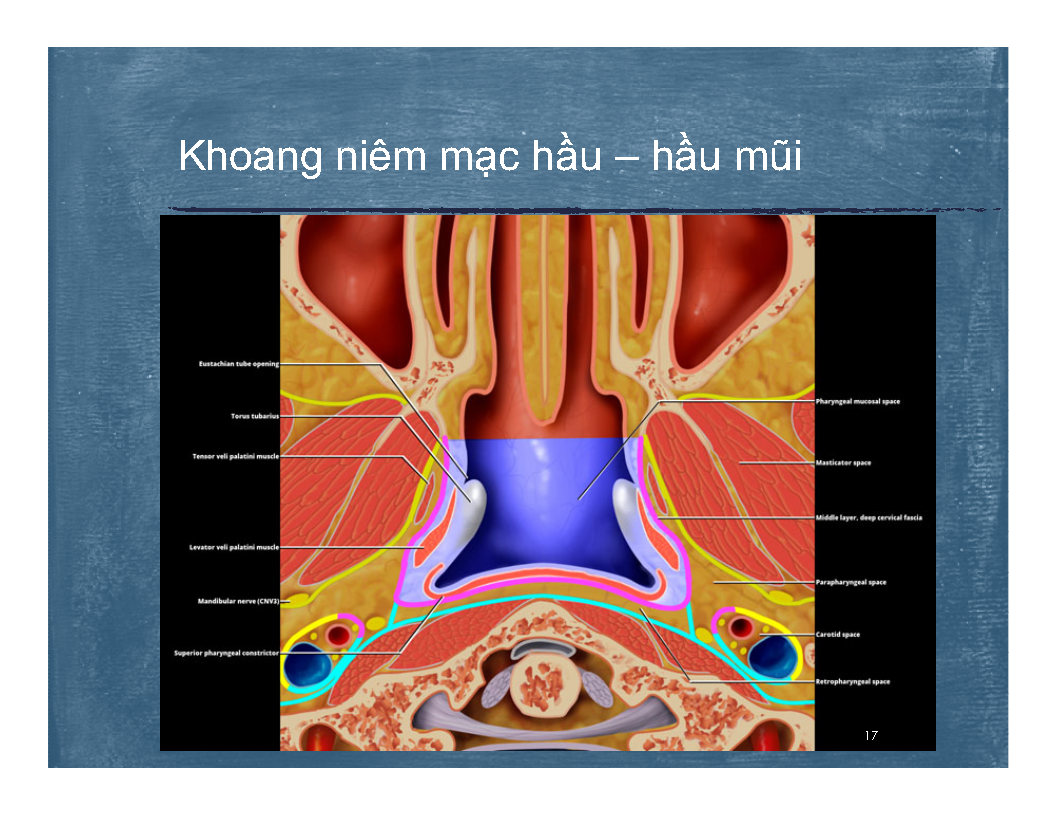 Khoang niêm mạc hầu – hầu mũi
Eustachian tube opening
Torus tubarius
Tensor veli palatini muscle
Levator veli palatini muscle
Mandibular nerve (CNV3)
Superior pharyngeal constrictor
Pharyngeal mucosal space
Masticator space
Middle layer, deep cervical fascia
Parapharyngeal space
Carotid space
Retropharyngeal space
17